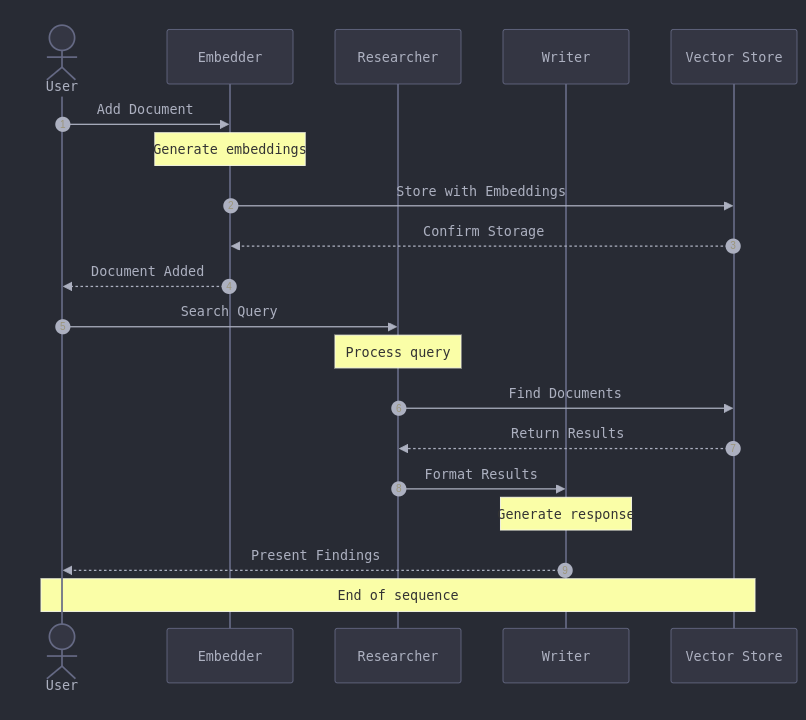 User
Embedder
Researcher
Writer
Vector Store
Add Document
1
Generate embeddings
Store with Embeddings
2
Confirm Storage
3
Document Added
4
Search Query
5
Process query
Find Documents
6
Return Results
7
Format Results
8
Generate response
Present Findings
9
End of sequence
User
Embedder
Researcher
Writer
Vector Store